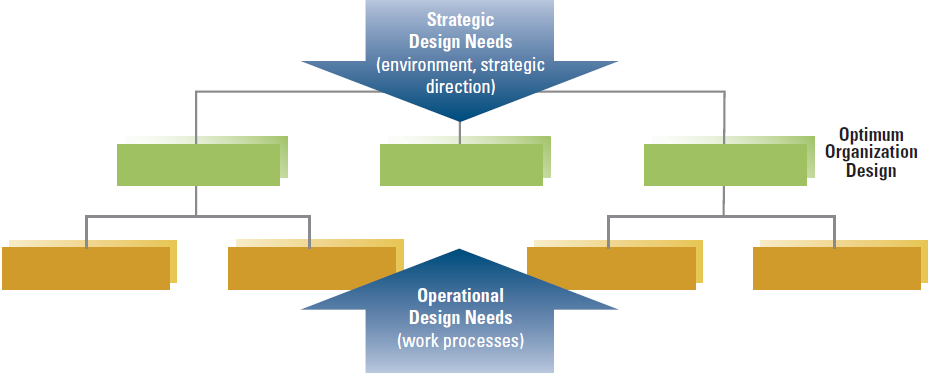 Strategic
Design Needs
(environment, strategic
direction)
Optimum
Organization
Design
Operational
Design Needs
(work processes)